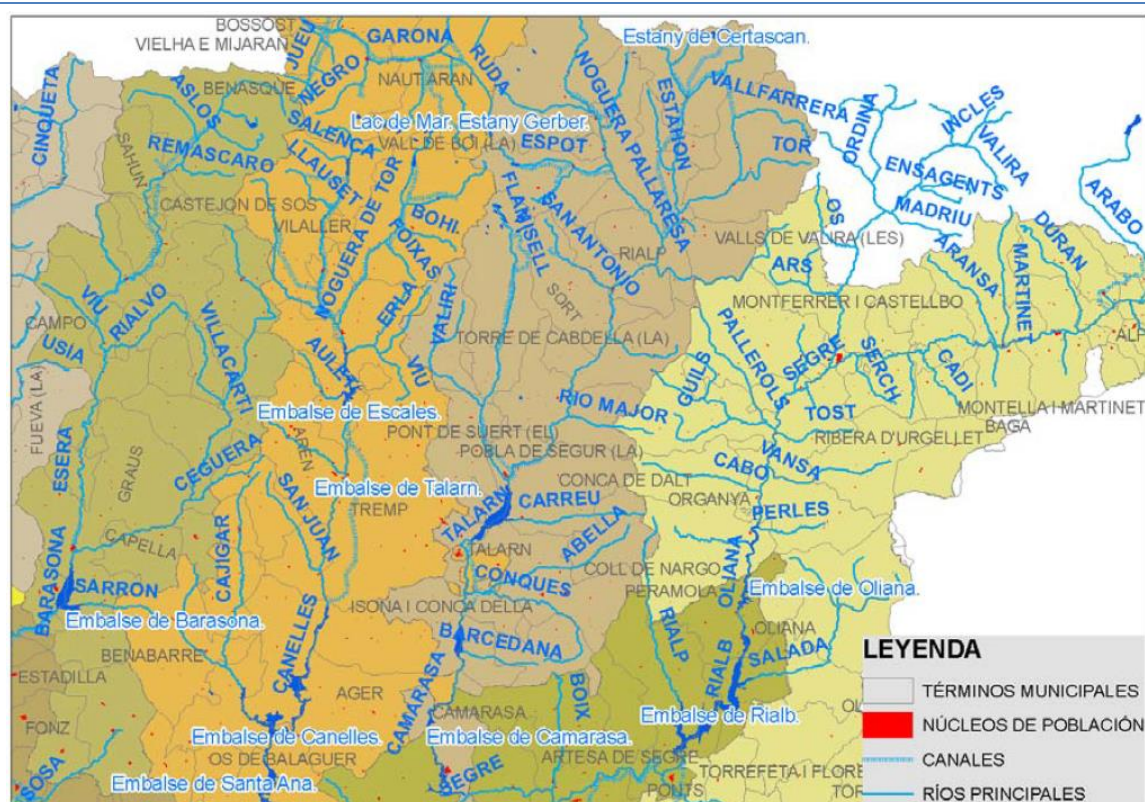 BOSSOST
VIELHA E MIJARAN
JUEU
GARONA
RUDA
Estany de Certascan.
NEGRO
NAUT ARAN
NOGUERA PALLARESA
ESTAHON
VALLFARRERA
CINQUETA
ASLOS
BENASQUE
SALENCA
Lac de Mar. Estany Gerber.
VALL DE BOI (LA)
ESPOT
TOR
ORDINA
INCLES
VALIRA
SAHUN
REMASCARO
LLAUSET
ENSAGENTS
ARABO
CASTEJON DE SOS
VILALLER
NOGUERA DE TOR
BOHI.
FOIXAS
SAN ANTONIO
RIALP
OS
MADRIU
VALLS DE VALIRA (LES)
ARS
ARANSA
MARTINET
DURAN
VIU
RIALVO
ERLA
VALIRI
SORT
MONTFERRER I CASTELLBO
CAMPO
USIA
VILLACARTI
TORRE DE CABDELLA (LA)
PALLEROLS
SEGRE
SERCH
CADI
VIU
FUEVA (LA)
Embalse de Escales.
RIO MAJOR
TOST
MONTELLA I MARTINET
BAGA
AREN
PONT DE SUERT (EL)
RIBERA D'URGELLET
ESERA
GRAUS
CEGUERA
SAN JUAN
POBLA DE SEGUR (LA)
CABO
VANSA
Embalse de Talarn.
TREMP
TALARN
CARREU
CONCA DE DALT
ORGANYA
PERLES
CAJIGAR
CAPELLA
TALARN
ABELLA
COLL DE NARGO
OLIANA
BARASONA
SARRON
CONQUES
PERAMOLA
Embalse de Oliana.
Embalse de Barasona.
ISONA I CONCA DELLA
RIALP
OLIANA
BENABARRE
CANELLES
BARCEDANA
RIALB
SALADA
ESTADILLA
AGER
CAMARASA
CAMARASA
BOIX
FONZ
Embalse de Canelles.
Embalse de Camarasa.
Embalse de Rialb.
OS DE BALAGUER
ARTESA DE SEGRE
SOSA
Embalse de Santa Ana.
SEGRE
PONTS
TORREFETA I FLORE
LEYENDA
TÉRMINOS MUNICIPALES
NÚCLEOS DE POBLACIÓN
CANALES
RÍOS PRINCIPALES